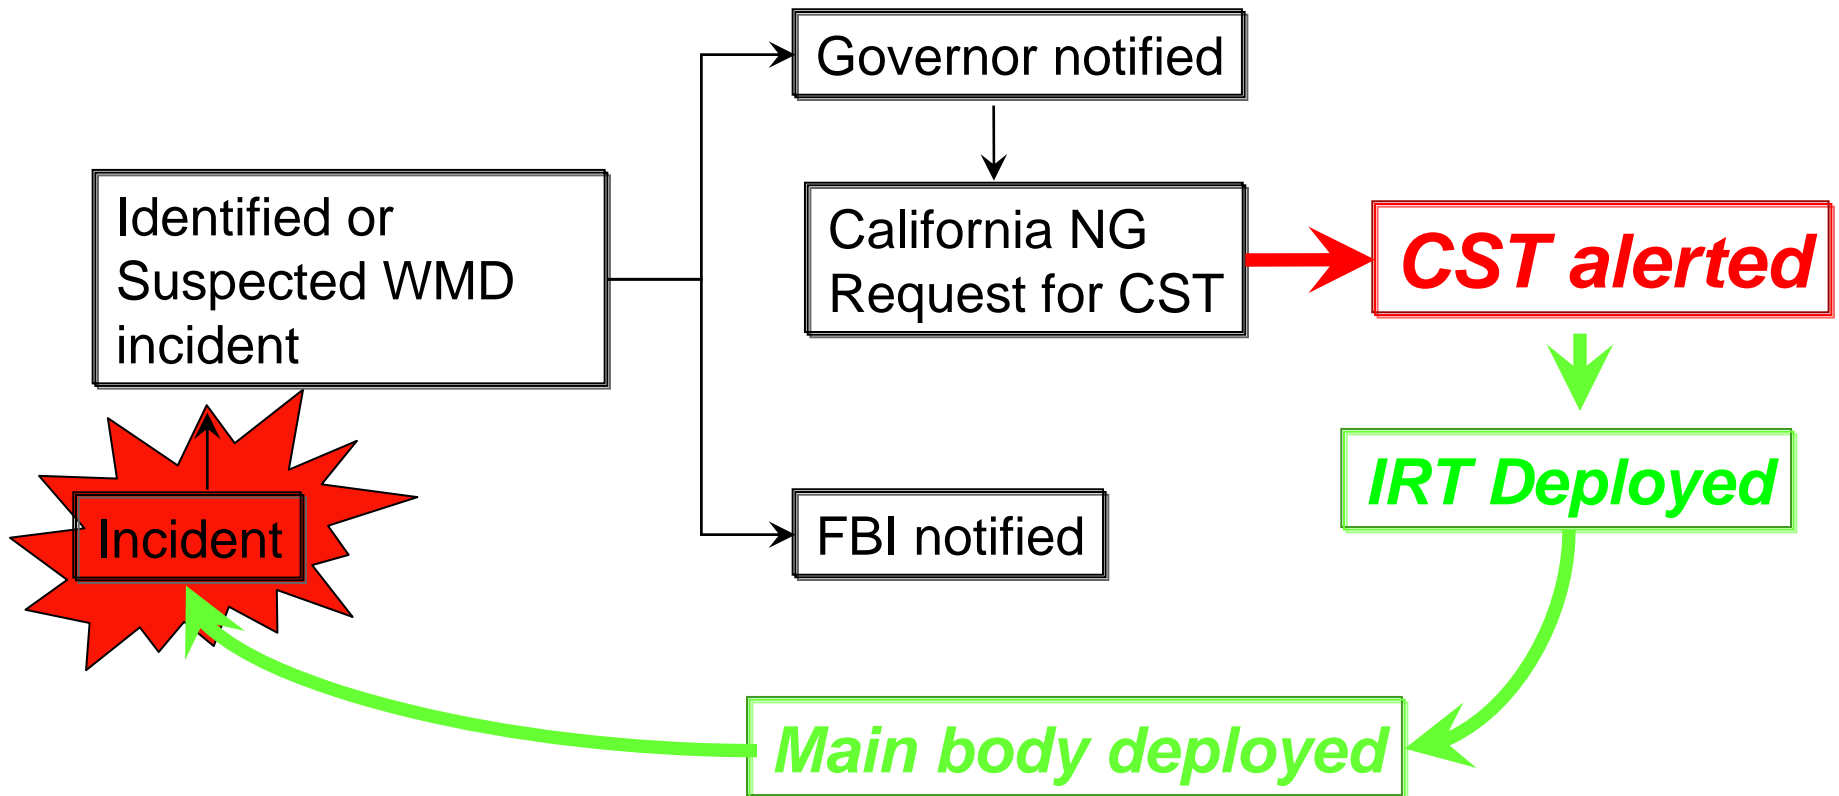 Governor notified
Identified or
Suspected WMD
incident
California NG
Request for CST
CST alerted
IRT Deployed
Incident
FBI notified
Main body deployed